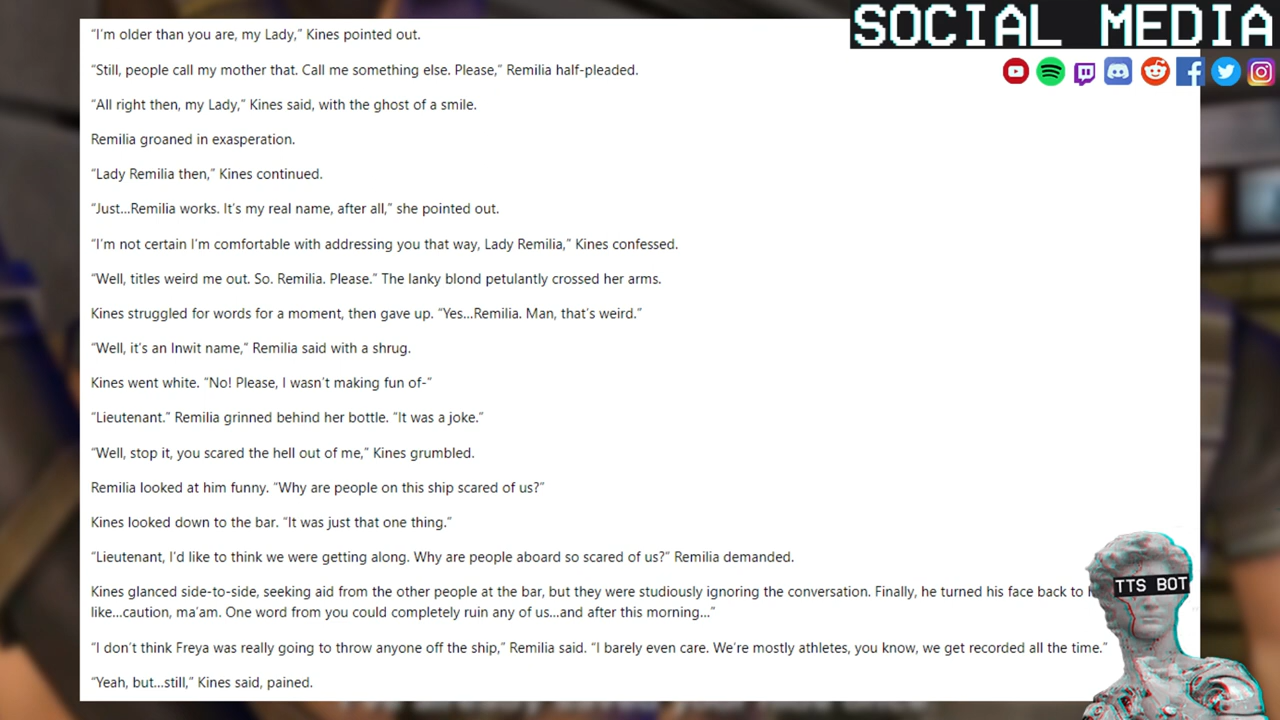 SOCIAL MEDIA
“I’m older than you are, my Lady,” Kines pointed out.
“Still, people call my mother that. Call me something else. Please,” Remilia half-pleaded.
“All right then, my Lady,” Kines said, with the ghost of a smile.
Remilia groaned in exasperation.
“Lady Remilia then,” Kines continued.
“Just…Remilia works. It’s my real name, after all,” she pointed out.
“I’m not certain I’m comfortable with addressing you that way, Lady Remilia,” Kines confessed.
“Well, titles weird me out. So. Remilia. Please.” The lanky blond petulantly crossed her arms.
Kines struggled for words for a moment, then gave up. “Yes…Remilia. Man, that’s weird.”
“Well, it’s an Inwit name,” Remilia said with a shrug.
Kines went white. “No! Please, I wasn’t making fun of-”
“Lieutenant.” Remilia grinned behind her bottle. “It was a joke.”
“Well, stop it, you scared the hell out of me,” Kines grumbled.
Remilia looked at him funny. “Why are people on this ship scared of us?”
Kines looked down to the bar. “It was just that one thing.”
“Lieutenant, I’d like to think we were getting along. Why are people aboard so scared of us?” Remilia demanded.
Kines glanced side-to-side, seeking aid from the other people at the bar, but they were studiously ignoring the conversation. Finally, he turned his face back to
like…caution, ma’am. One word from you could completely ruin any of us…and after this morning…”
“I don’t think Freya was really going to throw anyone off the ship,” Remilia said. “I barely even care. We’re mostly athletes, you know, we get recorded all the time.”
“Yeah, but…still,” Kines said, pained.
TTS BOT